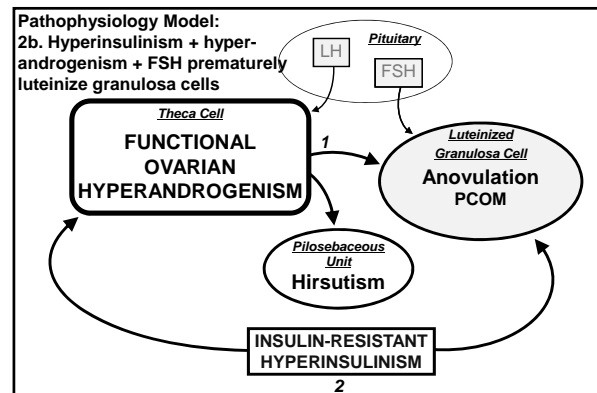 Pathophysiology Model:
2b. Hyperinsulinism + hyper-
androgenism + FSH prematurely
luteinize granulosa cells
Pituitary
LH
FSH
Theca Cell
FUNCTIONAL
OVARIAN
HYPERANDROGENISM
1
Luteinized
Granulosa Cell
Anovulation
PCOM
Pilosebaceous
Unit
Hirsutism
INSULIN-RESISTANT
HYPERINSULINISM
2